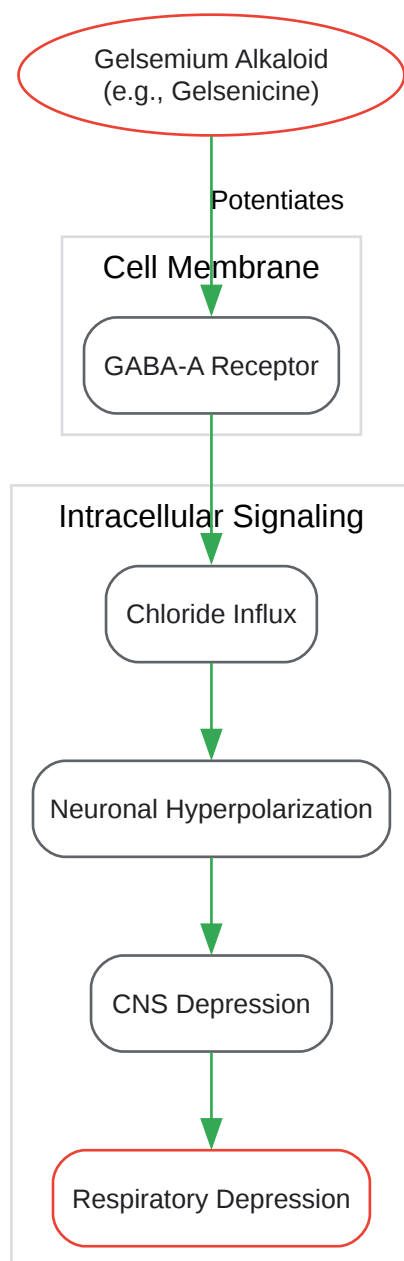 Gelsemium Alkaloid
(e.g., Gelsenicine)
Potentiates
Cell Membrane
GABA-A Receptor
Intracellular Signaling
Chloride Influx
Neuronal Hyperpolarization
CNS Depression
Respiratory Depression